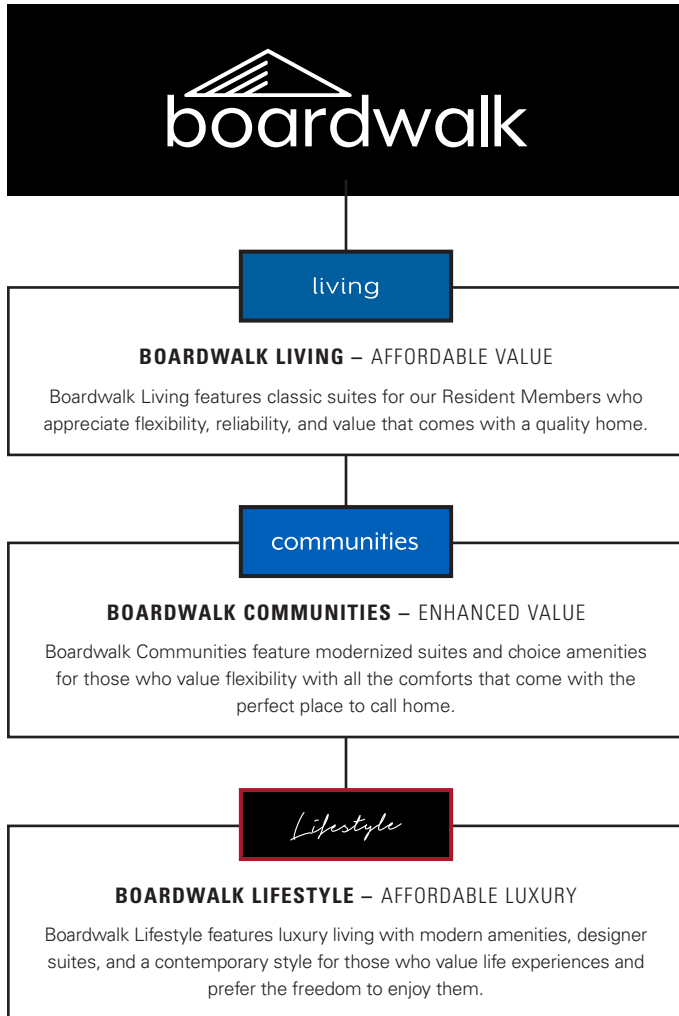 boardwalk
living
BOARDWALK LIVING – AFFORDABLE VALUE
Boardwalk Living features classic suites for our Resident Members who
appreciate flexibility, reliability, and value that comes with a quality home.
communities
BOARDWALK COMMUNITIES – ENHANCED VALUE
Boardwalk Communities feature modernized suites and choice amenities
for those who value flexibility with all the comforts that come with the
perfect place to call home.
Lifestyle
BOARDWALK LIFESTYLE – AFFORDABLE LUXURY
Boardwalk Lifestyle features luxury living with modern amenities, designer
suites, and a contemporary style for those who value life experiences and
prefer the freedom to enjoy them.